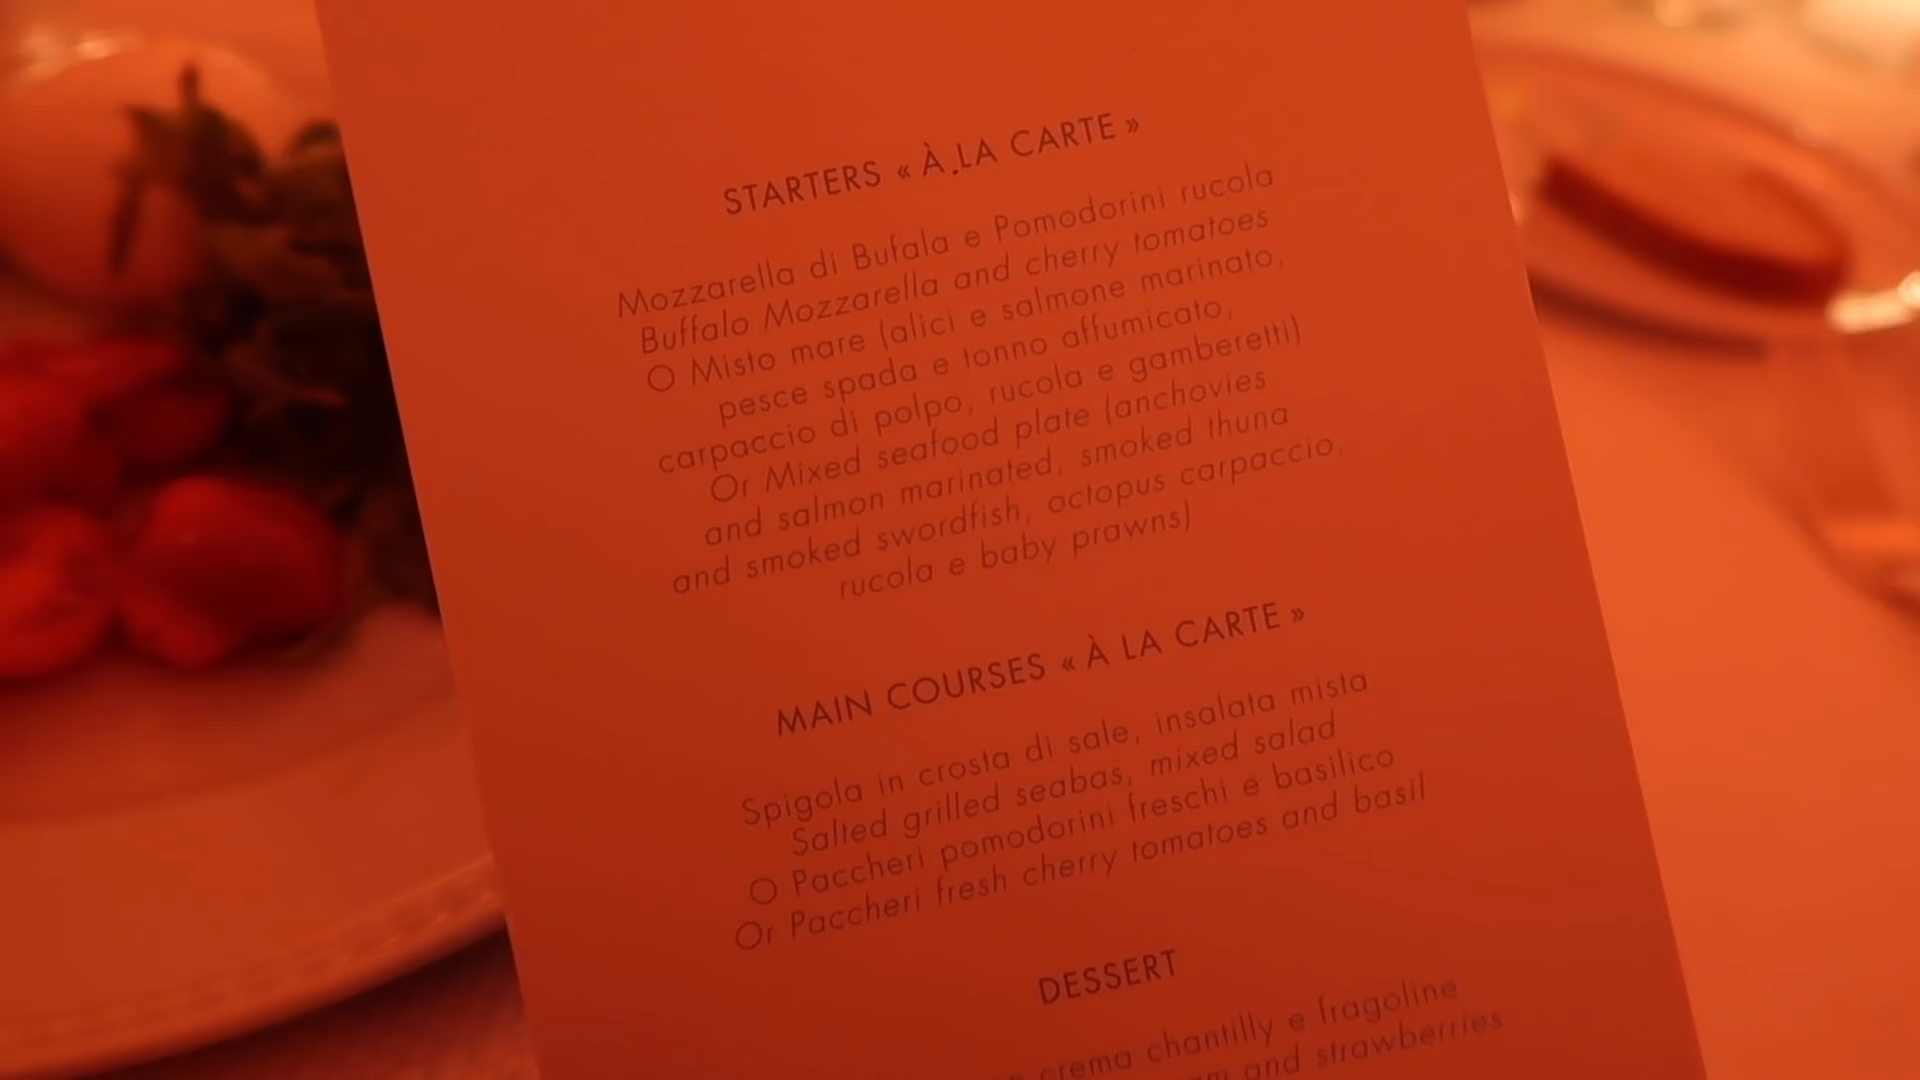 STARTERS « À LA CARTE »
Mozzarella di Bufala e Pomodorini rucola
Buffalo Mozzarella and cherry tomatoes
O Misto mare (alici e salmone marinato,
pesce spada e tonno affumicato,
carpaccio di polpo, rucola e gamberetti)
Or Mixed seafood plate (anchovies
and salmon marinated, smoked thuna
and smoked swordfish, octopus carpaccio,
rucola e baby prawns)
MAIN COURSES « À LA CARTE »
Spigola in crosta di sale, insalata mista
Salted grilled seabas, mixed salad
O Paccheri pomodorini freschi e basilico
Or Paccheri fresh cherry tomatoes and basil
DESSERT
crema chantilly e fragoline
and strawberries